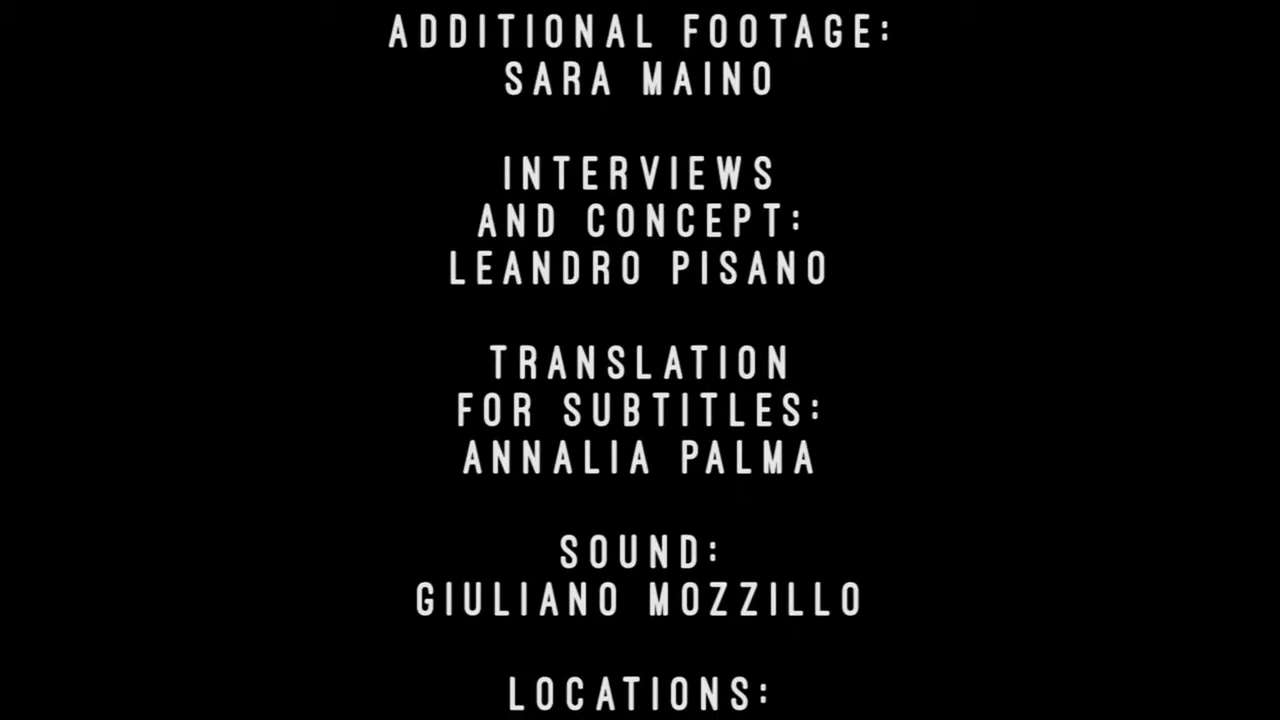 ADDITIONAL FOOTAGE:
SARA MAINO
INTERVIEWS
AND CONCEPT:
LEANDRO PISANO
TRANSLATION
FOR SUBTITLES:
ANNALIA PALMA
SOUND:
GIULIANO MOZZILLO
LOCATIONS: